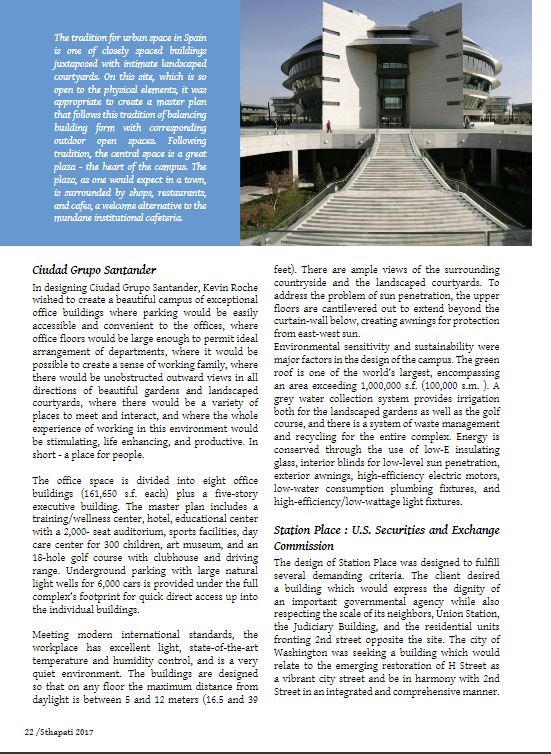 The tradition for urban space in Spain
is one of closely spaced buildings
juxtaposed with intimate landscaped
courtyards. On this site, which is so
open to the physical elements, it was
appropriate to create a master plan
that follows this tradition of balancing
building form with corresponding
outdoor open spaces. Following
tradition, the central space is a great
plaza - the heart of the campus. The
plaza, as one would expect in a town,
is surrounded by shops, restaurants,
and cafes, a welcome alternative to the
mundane institutional cafeteria.
Ciudad Grupo Santander
In designing Ciudad Grupo Santander, Kevin Roche
wished to create a beautiful campus of exceptional
office buildings where parking would be easily
accessible and convenient to the offices, where
office floors would be large enough to permit ideal
arrangement of departments, where it would be
possible to create a sense of working family, where
there would be unobstructed outward views in all
directions of beautiful gardens and landscaped
courtyards, where there would be a variety of
places to meet and interact, and where the whole
experience of working in this environment would
be stimulating, life enhancing, and productive. In
short - a place for people.
The office space is divided into eight office
buildings (161,650 s.f. each) plus a five-story
executive building. The master plan includes a
training/wellness center, hotel, educational center
with a 2,000- seat auditorium, sports facilities, day
care center for 300 children, art museum, and an
18-hole golf course with clubhouse and driving
range. Underground parking with large natural
light wells for 6,000 cars is provided under the full
complex's footprint for quick direct access up into
the individual buildings.
Meeting modern international standards, the
workplace has excellent light, state-of-the-art
temperature and humidity control, and is a very
quiet environment. The buildings are designed
so that on any floor the maximum distance from
daylight is between 5 and 12 meters (16.5 and 39
feet). There are ample views of the surrounding
countryside and the landscaped courtyards. To
address the problem of sun penetration, the upper
floors are cantilevered out to extend beyond the
curtain-wall below, creating awnings for protection
from east-west sun.
Environmental sensitivity and sustainability were
major factors in the design of the campus. The green
roof is one of the world's largest, encompassing
an area exceeding 1,000,000 s.f. (100,000 s.m. ). A
grey water collection system provides irrigation
both for the landscaped gardens as well as the golf
course, and there is a system of waste management
and recycling for the entire complex. Energy is
conserved through the use of low-E insulating
glass, interior blinds for low-level sun penetration,
exterior awnings, high-efficiency electric motors,
low-water consumption plumbing fixtures, and
high-efficiency/low-wattage light fixtures.
Station Place : U.S. Securities and Exchange
Commission
The design of Station Place was designed to fulfill
several demanding criteria. The client desired
a building which would express the dignity of
an important governmental agency while also
respecting the scale of its neighbors, Union Station,
the Judiciary Building, and the residential units
fronting 2nd street opposite the site. The city of
Washington was seeking a building which would
relate to the emerging restoration of H Street as
a vibrant city street and be in harmony with 2nd
Street in an integrated and comprehensive manner.
22 /Sthapati 2017